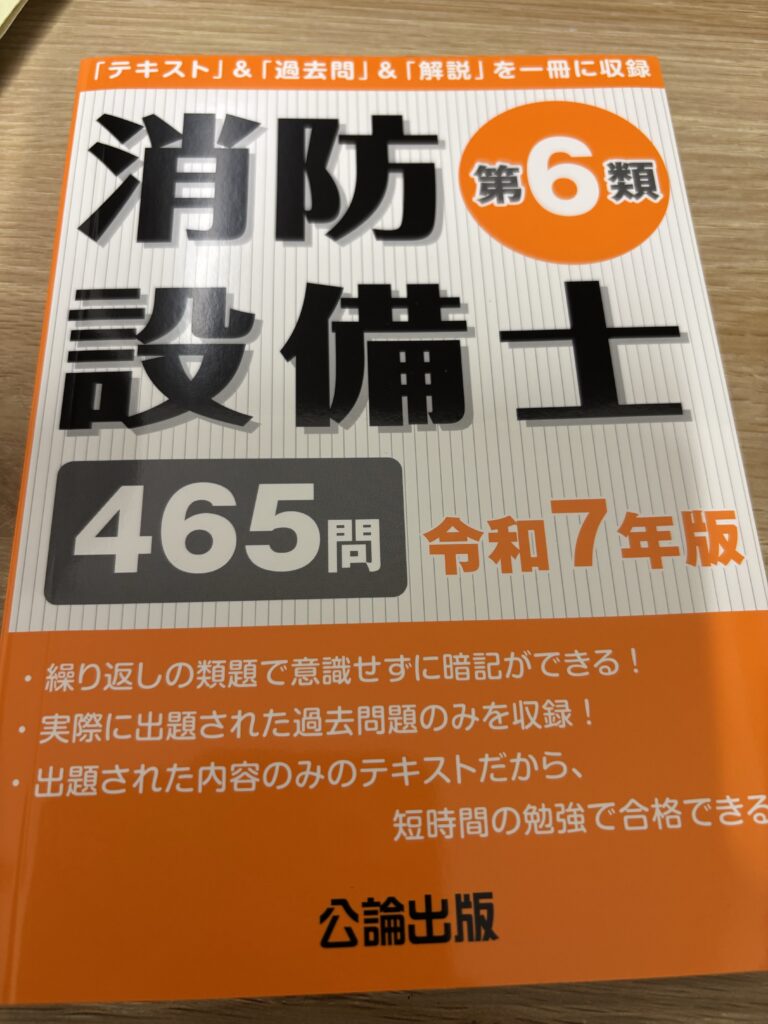 「テキスト」&「過去問」&「解説」を一冊に収録
消防
第6類
設備士
465問
令和7年版
・繰り返しの類題で意識せずに暗記ができる!
・実際に出題された過去問題のみを収録!
・出題された内容のみのテキストだから、
短時間の勉強で合格できる
公論出版